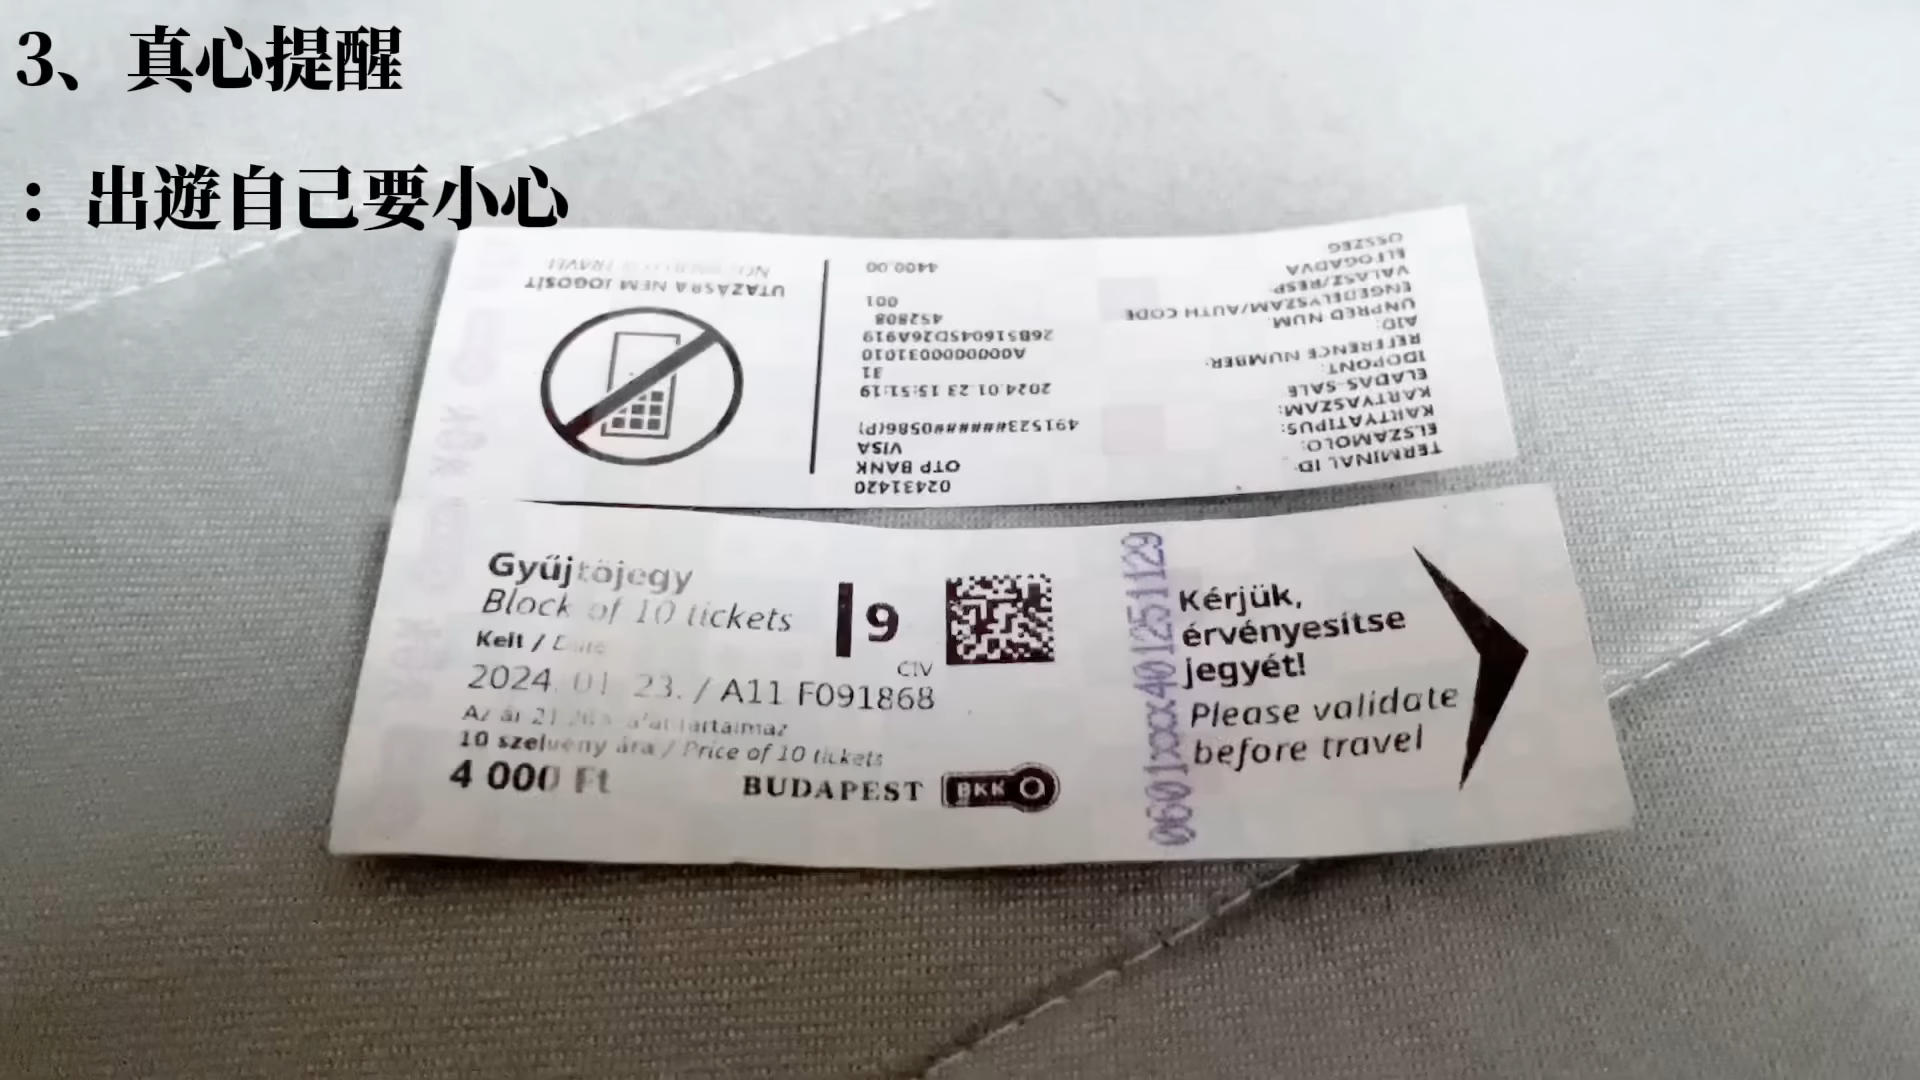 3、真心提醒
：出遊自己要小心
UTAZÁSRA NEM JOGOSÍT
TERMINAL ID: 02431420
ELSZÁMOLÓ: OTP BANK
KÁRTYATÍPUS: VISA
KÁRTYASZÁM: 491523######0586(P)
ELADÁS-SALE
IDŐPONT: 2024.01.23 15:51:19
REFERENCE NUMBER: 31
AID: A0000000031010
UNPRED NUM:
ENGEDÉLYSZÁM/AUTH CODE 452808
VÁLASZ/RESP 001
ELFOGADVA
ÖSSZEG 4400.00
Gyűjtőjegy
Block of 10 tickets
9
CIV
Kelt / Date
2024. 01. 23. / A11 F091868
10 szelvény ára / Price of 10 tickets
4 000 Ft
BUDAPEST BKK
0601xxx401251129
Kérjük,
érvényesítse
jegyét!
Please validate
before travel